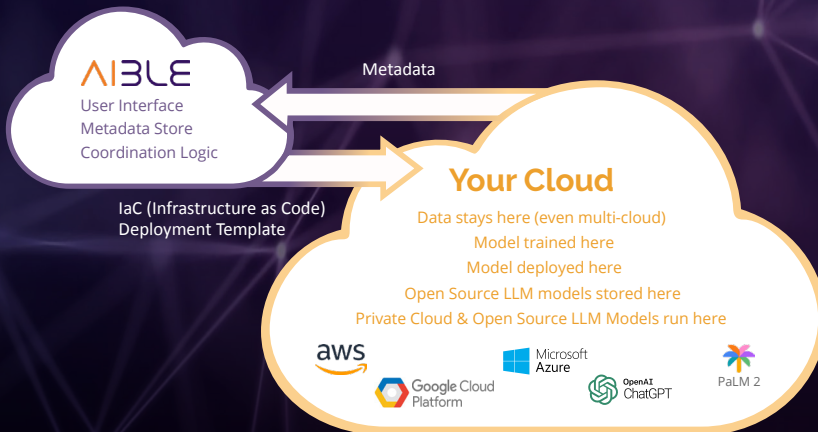 AIBLE
User Interface
Metadata Store
Coordination Logic
Metadata
IaC (Infrastructure as Code)
Deployment Template
Your Cloud
Data stays here (even multi-cloud)
Model trained here
Model deployed here
Open Source LLM models stored here
Private Cloud & Open Source LLM Models run here
aws
Google Cloud
Platform
Microsoft
Azure
OpenAI
ChatGPT
PaLM 2